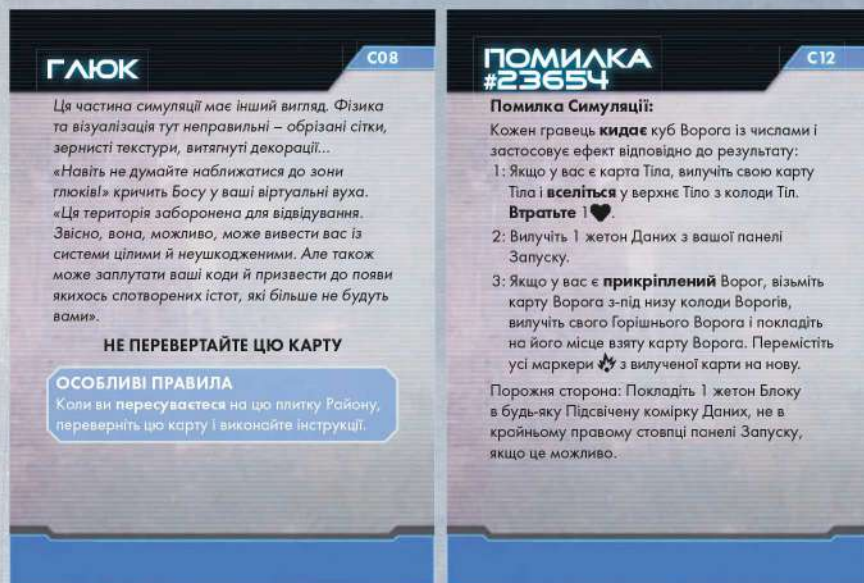 ГЛЮК
C08
Ця частина симуляції має інший вигляд. Фізика
та візуалізація тут неправильні – обрізані сітки,
зернисті текстури, витягнуті декорації...
«Навіть не думайте наближатися до зони
глюків!» кричить Босу у ваші віртуальні вуха.
«Ця територія заборонена для відвідування.
Звісно, вона, можливо, може вивести вас із
системи цілими й неушкодженими. Але також
може заплутати ваші коди й призвести до появи
якихось спотворених істот, які більше не будуть
вами».
НЕ ПЕРЕВЕРТАЙТЕ ЦЮ КАРТУ
ОСОБЛИВІ ПРАВИЛА
Коли ви пересуваєтеся на цю плитку Району,
переверніть цю карту і виконайте інструкції.
ПОМИЛКА
#23654
C12
Помилка Симуляції:
Кожен гравець кидає куб Ворога із числами і
застосовує ефект відповідно до результату:
1: Якщо у вас є карта Тіла, вилучіть свою карту
Тіла і вселіться у верхнє Тіло з колоди Тіл.
Втратьте 1♥.
2: Вилучіть 1 жетон Даних з вашої панелі
Запуску.
3: Якщо у вас є прикріплений Ворог, візьміть
карту Ворога з-під низу колоди Ворогів,
вилучіть свого Горішнього Ворога і покладіть
на його місце взяту карту Ворога. Перемістіть
усі маркери з вилученої карти на нову.
Порожня сторона: Покладіть 1 жетон Блоку
в будь-яку Підсвічену комірку Даних, не в
кройньому правому стовпці панелі Запуску,
якщо це можливо.